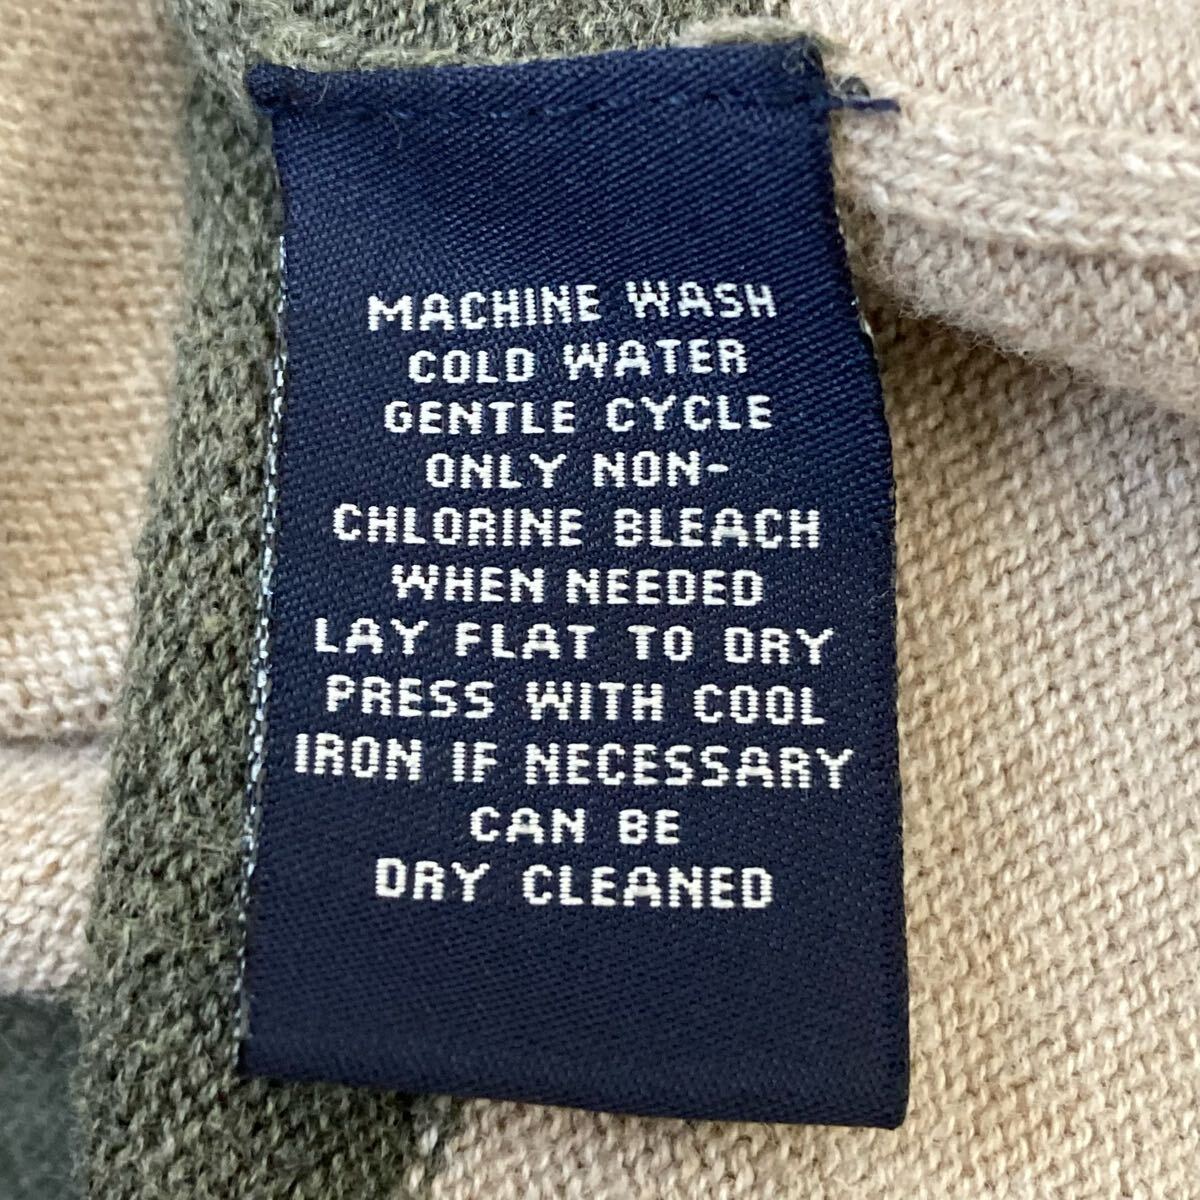 MACHINE WASH
COLD WATER
GENTLE CYCLE
ONLY NON-
CHLORINE BLEACH
WHEN NEEDED
LAY FLAT TO DRY
PRESS WITH COOL
IRON IF NECESSARY
CAN BE
DRY CLEANED